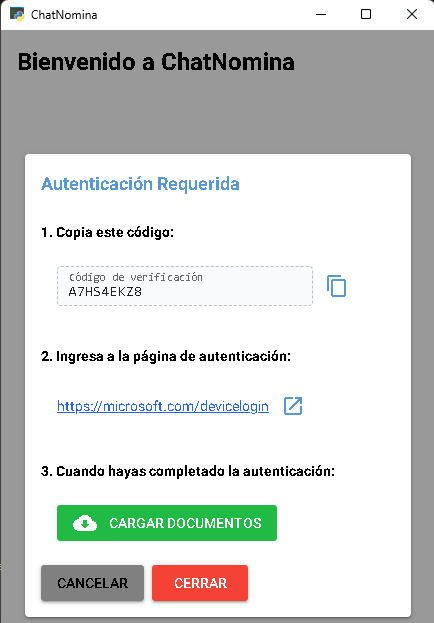 ChatNomina
Bienvenido a ChatNomina
Autenticación Requerida
1. Copia este código:
Código de verificación
A7HS4EKZ8
2. Ingresa a la página de autenticación:
https://microsoft.com/devicelogin
3. Cuando hayas completado la autenticación:
CARGAR DOCUMENTOS
CANCELAR CERRAR